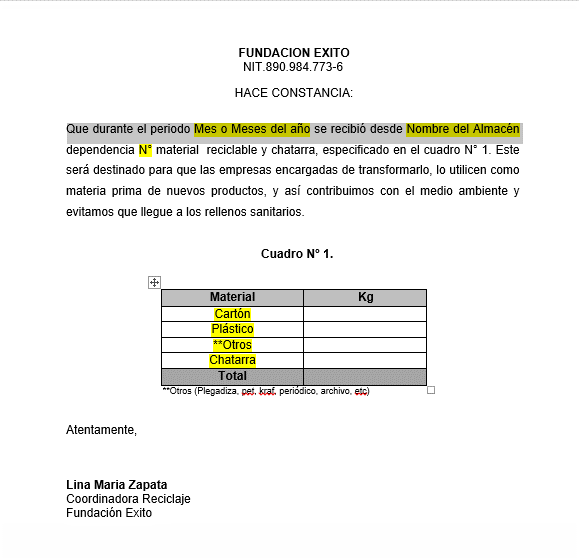 FUNDACION EXITO
NIT.890.984.773-6
HACE CONSTANCIA:
Que durante el periodo Mes o Meses del año se recibió desde Nombre del Almacén
dependencia N° material reciclable y chatarra, especificado en el cuadro N° 1. Este
será destinado para que las empresas encargadas de transformarlo, lo utilicen como
materia prima de nuevos productos, y así contribuimos con el medio ambiente y
evitamos que llegue a los rellenos sanitarios.
Cuadro N° 1.
Material Kg
Cartón
Plástico
**Otros
Chatarra
Total
**Otros (Plegadiza, pet, kraf, periódico, archivo, etc)
Atentamente,
Lina Maria Zapata
Coordinadora Reciclaje
Fundación Exito